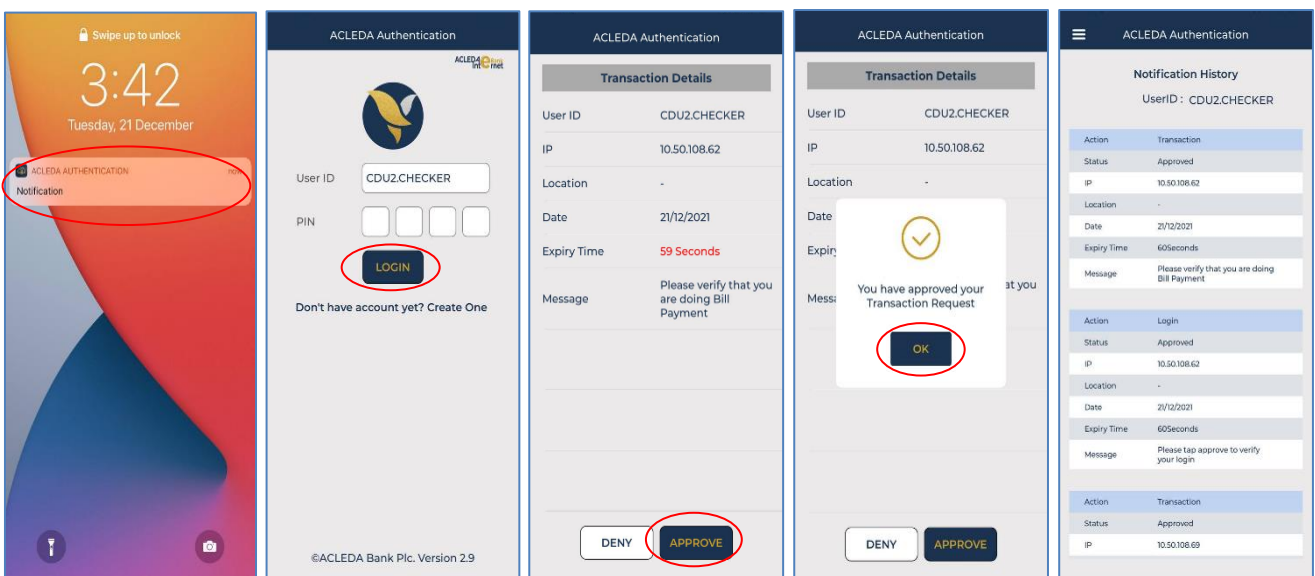 Swipe up to unlock
3:42
Tuesday, 21 December
ACLEDA AUTHENTICATION now
Notification
ACLEDA Authentication
User ID CDU2.CHECKER
PIN
LOGIN
Don't have account yet? Create One
©ACLEDA Bank Plc. Version 2.9
ACLEDA Authentication
Transaction Details
User ID CDU2.CHECKER
IP 10.50.108.62
Location -
Date 21/12/2021
Expiry Time 59 Seconds
Message Please verify that you
are doing Bill
Payment
DENY APPROVE
ACLEDA Authentication
Transaction Details
User ID CDU2.CHECKER
IP 10.50.108.62
Location -
Date
Expiry
Messa at you
You have approved your
Transaction Request
OK
DENY APPROVE
ACLEDA Authentication
Notification History
UserID : CDU2.CHECKER
Action Transaction
Status Approved
IP 10.50.108.62
Location -
Date 21/12/2021
Expiry Time 60Seconds
Message Please verify that you are doing
Bill Payment
Action Login
Status Approved
IP 10.50.108.62
Location -
Date 21/12/2021
Expiry Time 60Seconds
Message Please tap approve to verify
your login
Action Transaction
Status Approved
IP 10.50.108.69